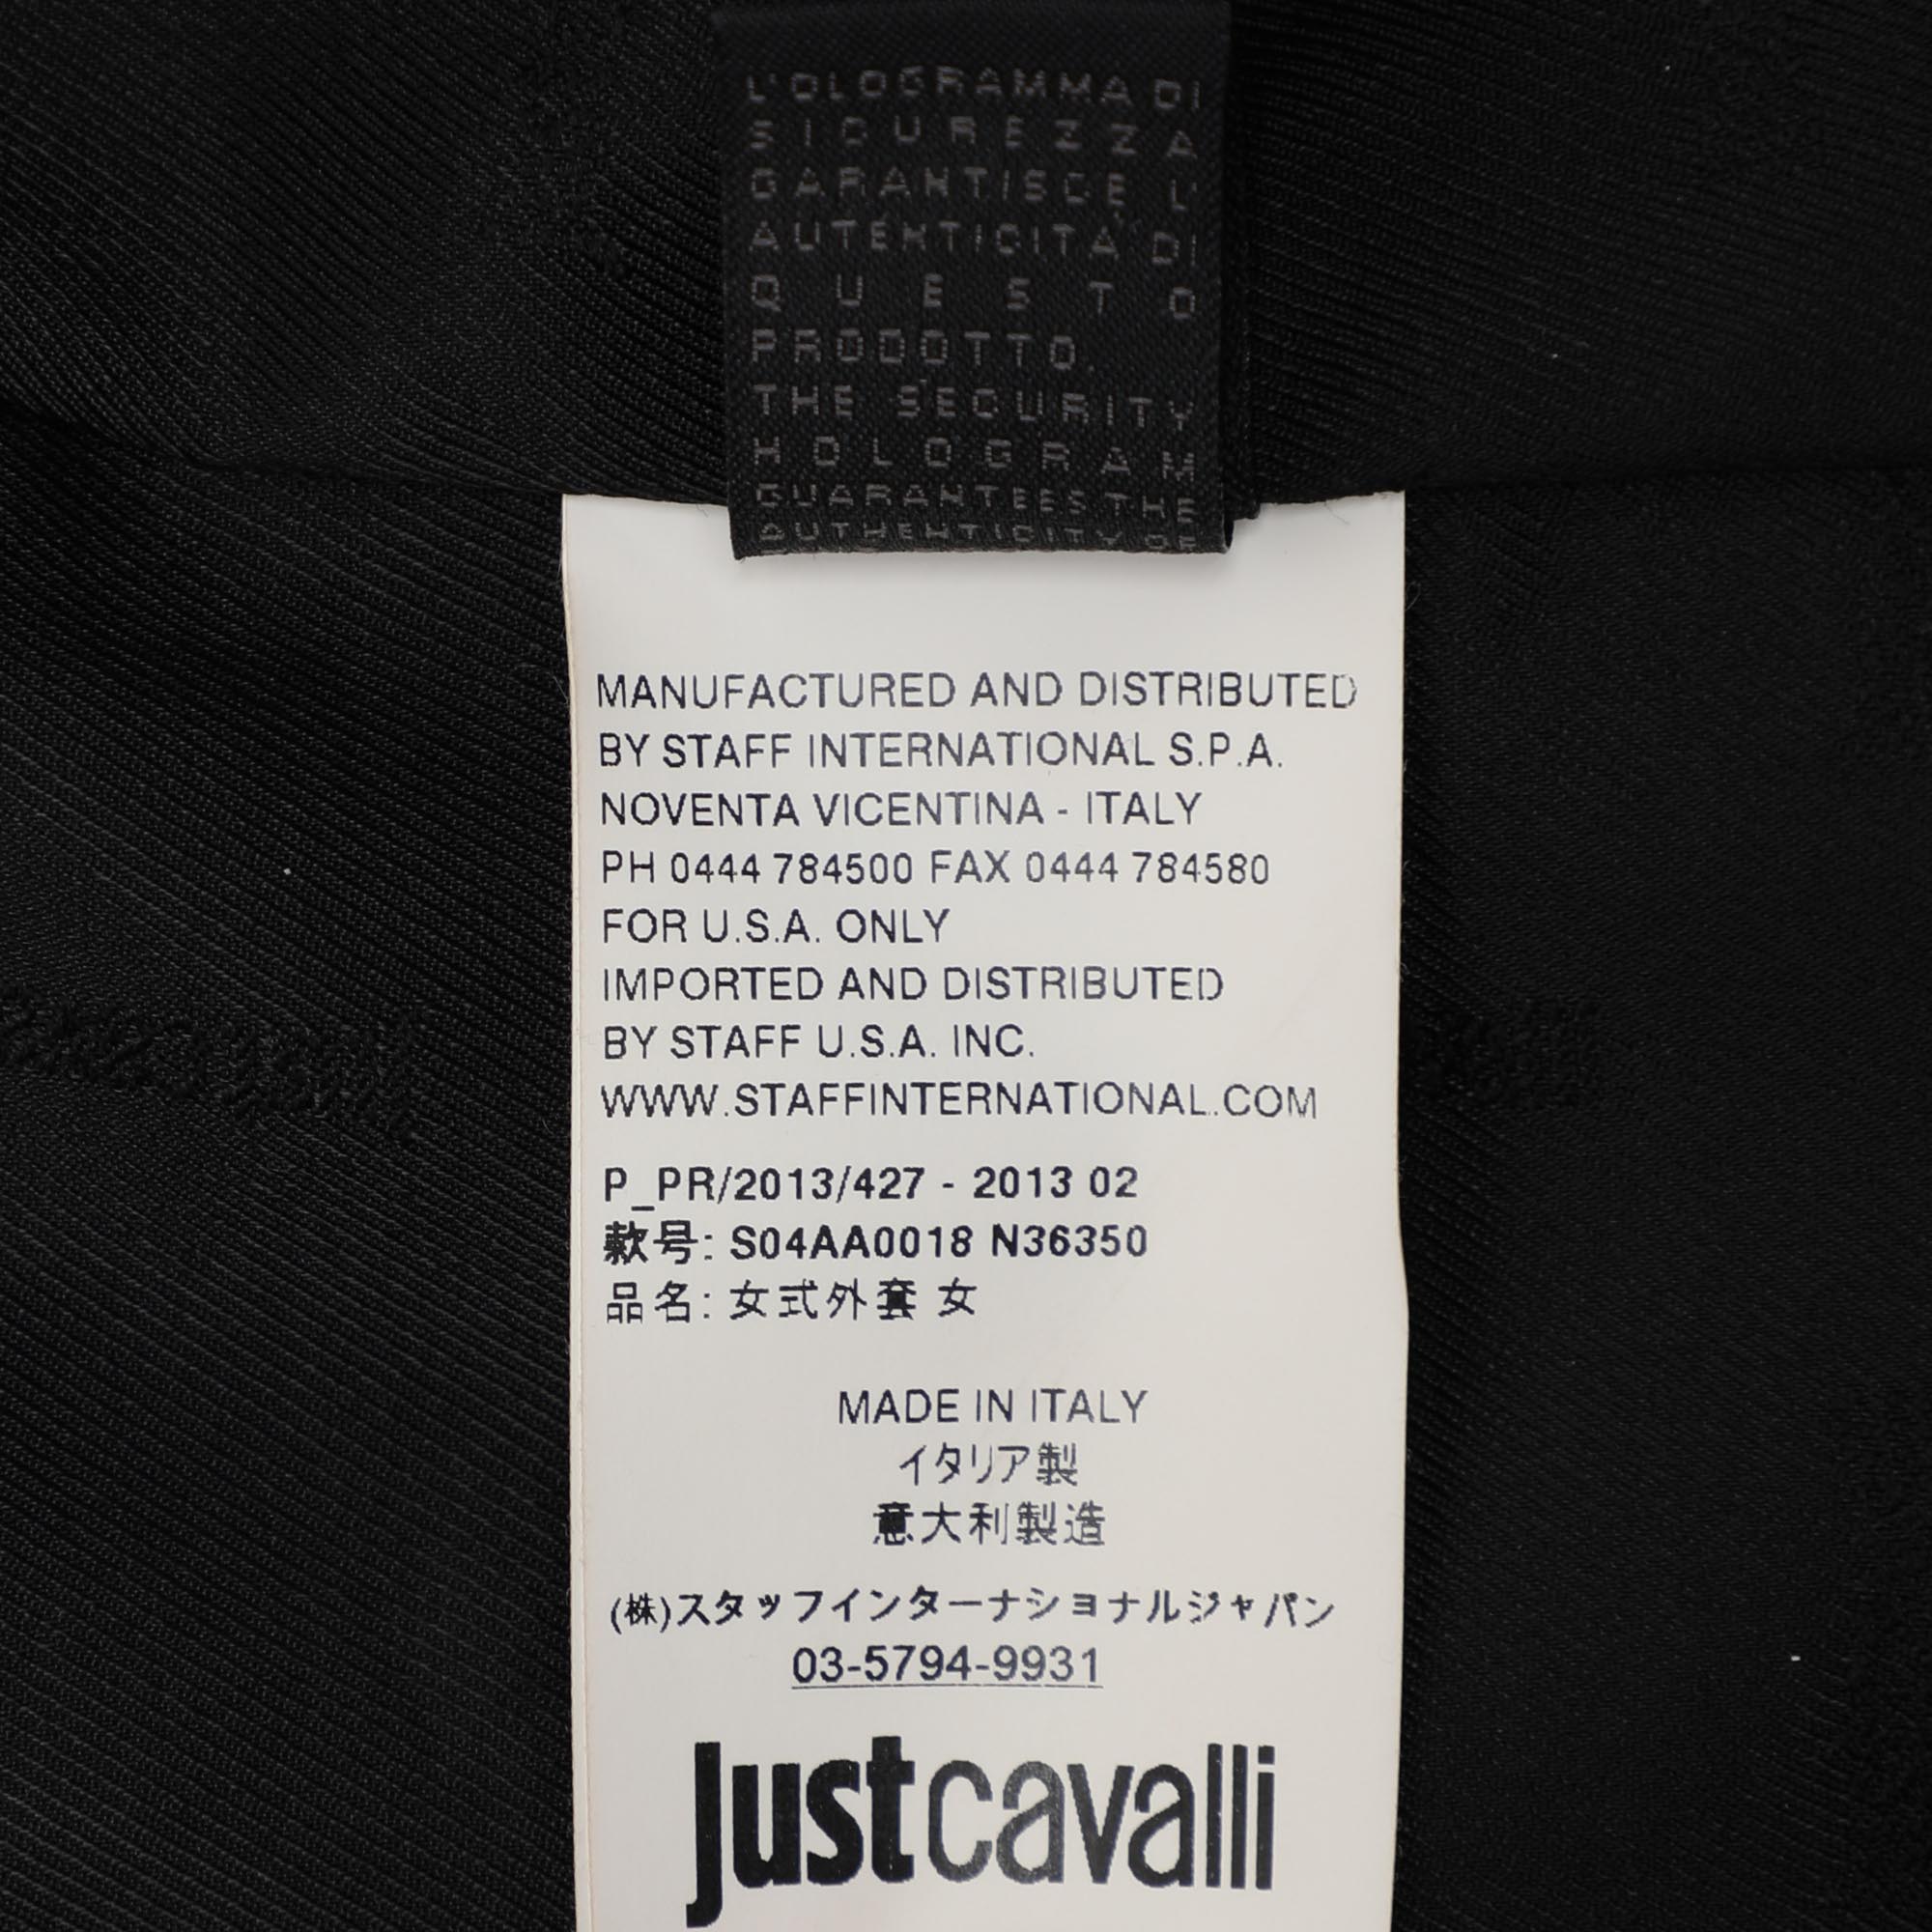 L'OLOGRAMMA DI
SICUREZZA
GARANTISCE L'
AUTENTICITA' DI
QUESTO
PRODOTTO.
THE SECURITY
HOLOGRAM
GUARANTEES THE
AUTHENTICITY OF
MANUFACTURED AND DISTRIBUTED
BY STAFF INTERNATIONAL S.P.A.
NOVENTA VICENTINA - ITALY
PH 0444 784500 FAX 0444 784580
FOR U.S.A. ONLY
IMPORTED AND DISTRIBUTED
BY STAFF U.S.A. INC.
WWW.STAFFINTERNATIONAL.COM
P_PR/2013/427 - 2013 02
款号: S04AA0018 N36350
品名: 女式外套 女
MADE IN ITALY
イタリア製
意大利製造
(株)スタッフインターナショナルジャパン
03-5794-9931
justcavalli